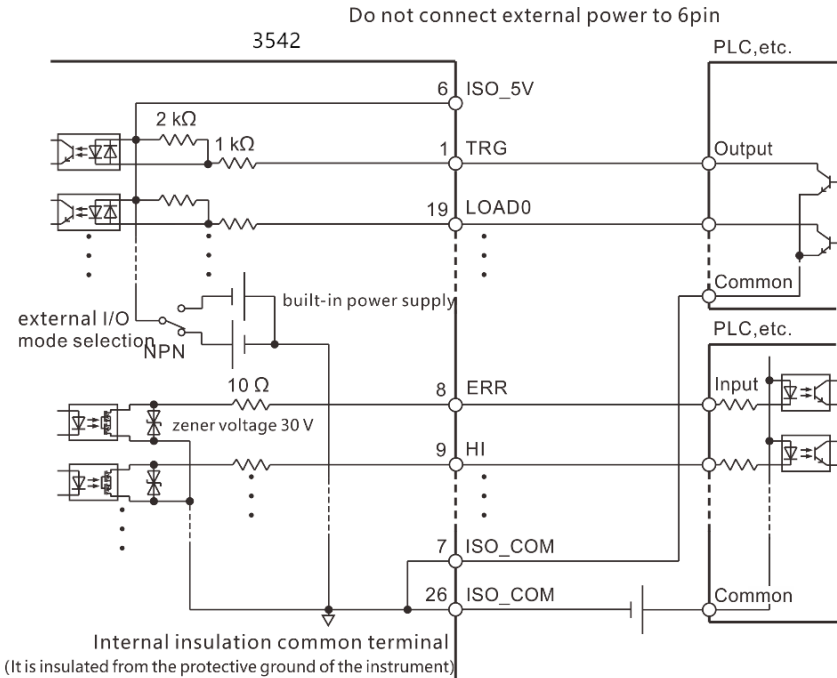 Do not connect external power to 6pin
3542
PLC,etc.
6 ISO_5V
2 kΩ
1 kΩ
1 TRG
Output
19 LOAD0
Common
built-in power supply
external I/O
mode selection
NPN
PLC,etc.
10 Ω
8 ERR
Input
zener voltage 30 V
9 HI
7 ISO_COM
26 ISO_COM
Common
Internal insulation common terminal
(It is insulated from the protective ground of the instrument)